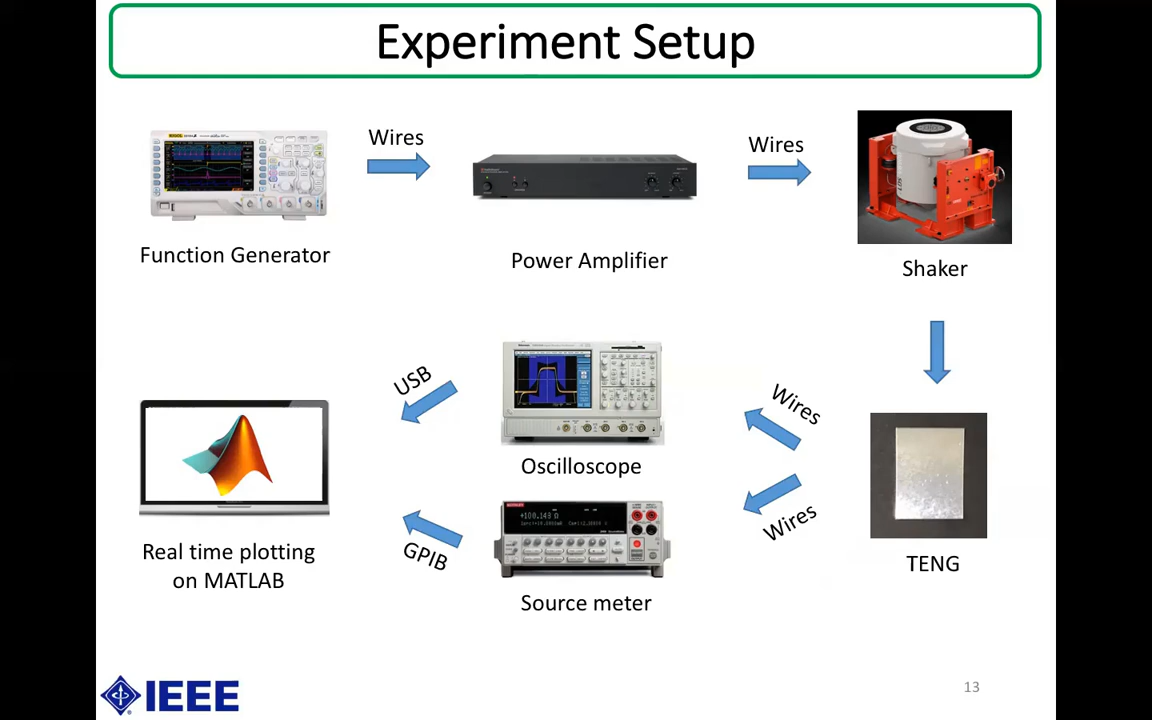 Experiment Setup
Wires
Wires
Function Generator
Power Amplifier
Shaker
USB
Wires
Oscilloscope
Wires
GPIB
Real time plotting
on MATLAB
Source meter
TENG
IEEE
13